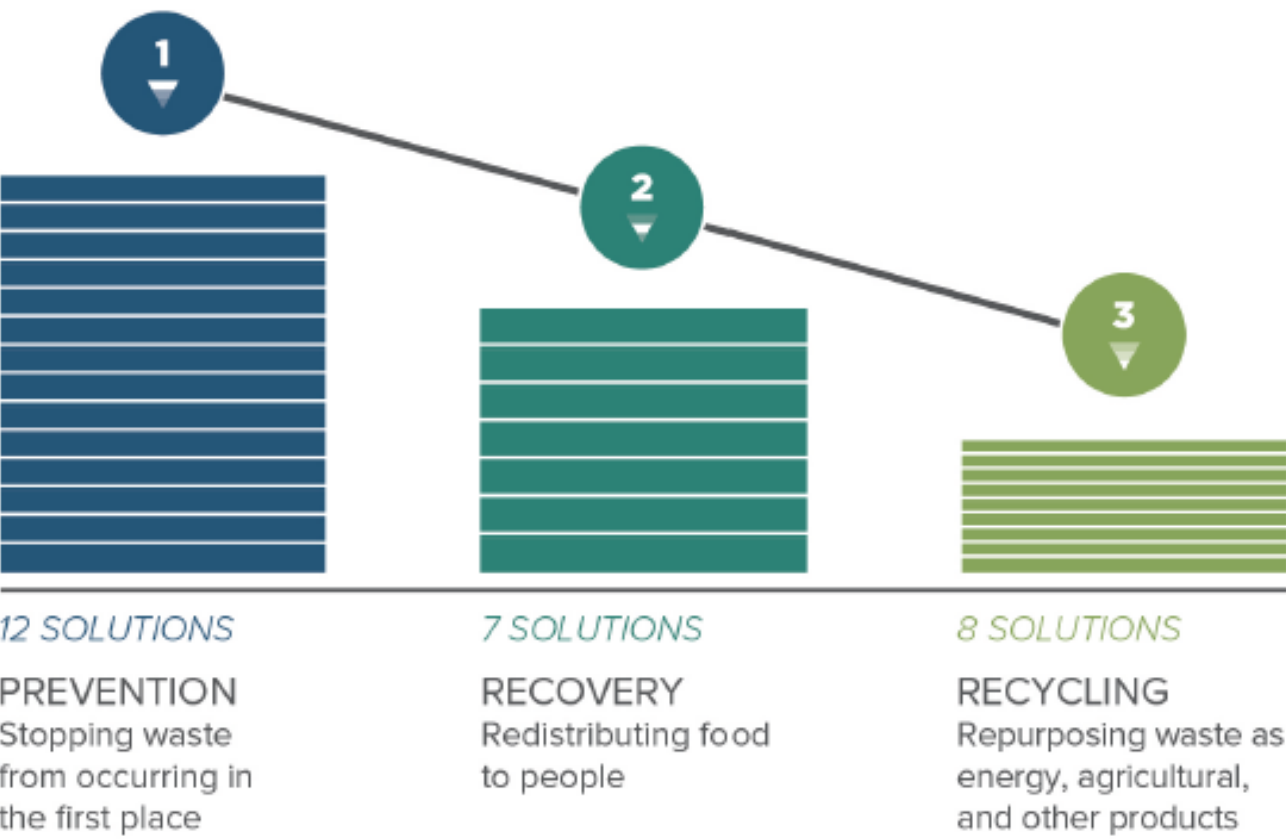 1
2
3
12 SOLUTIONS
PREVENTION
Stopping waste
from occurring in
the first place
7 SOLUTIONS
RECOVERY
Redistributing food
to people
8 SOLUTIONS
RECYCLING
Repurposing waste as
energy, agricultural,
and other products